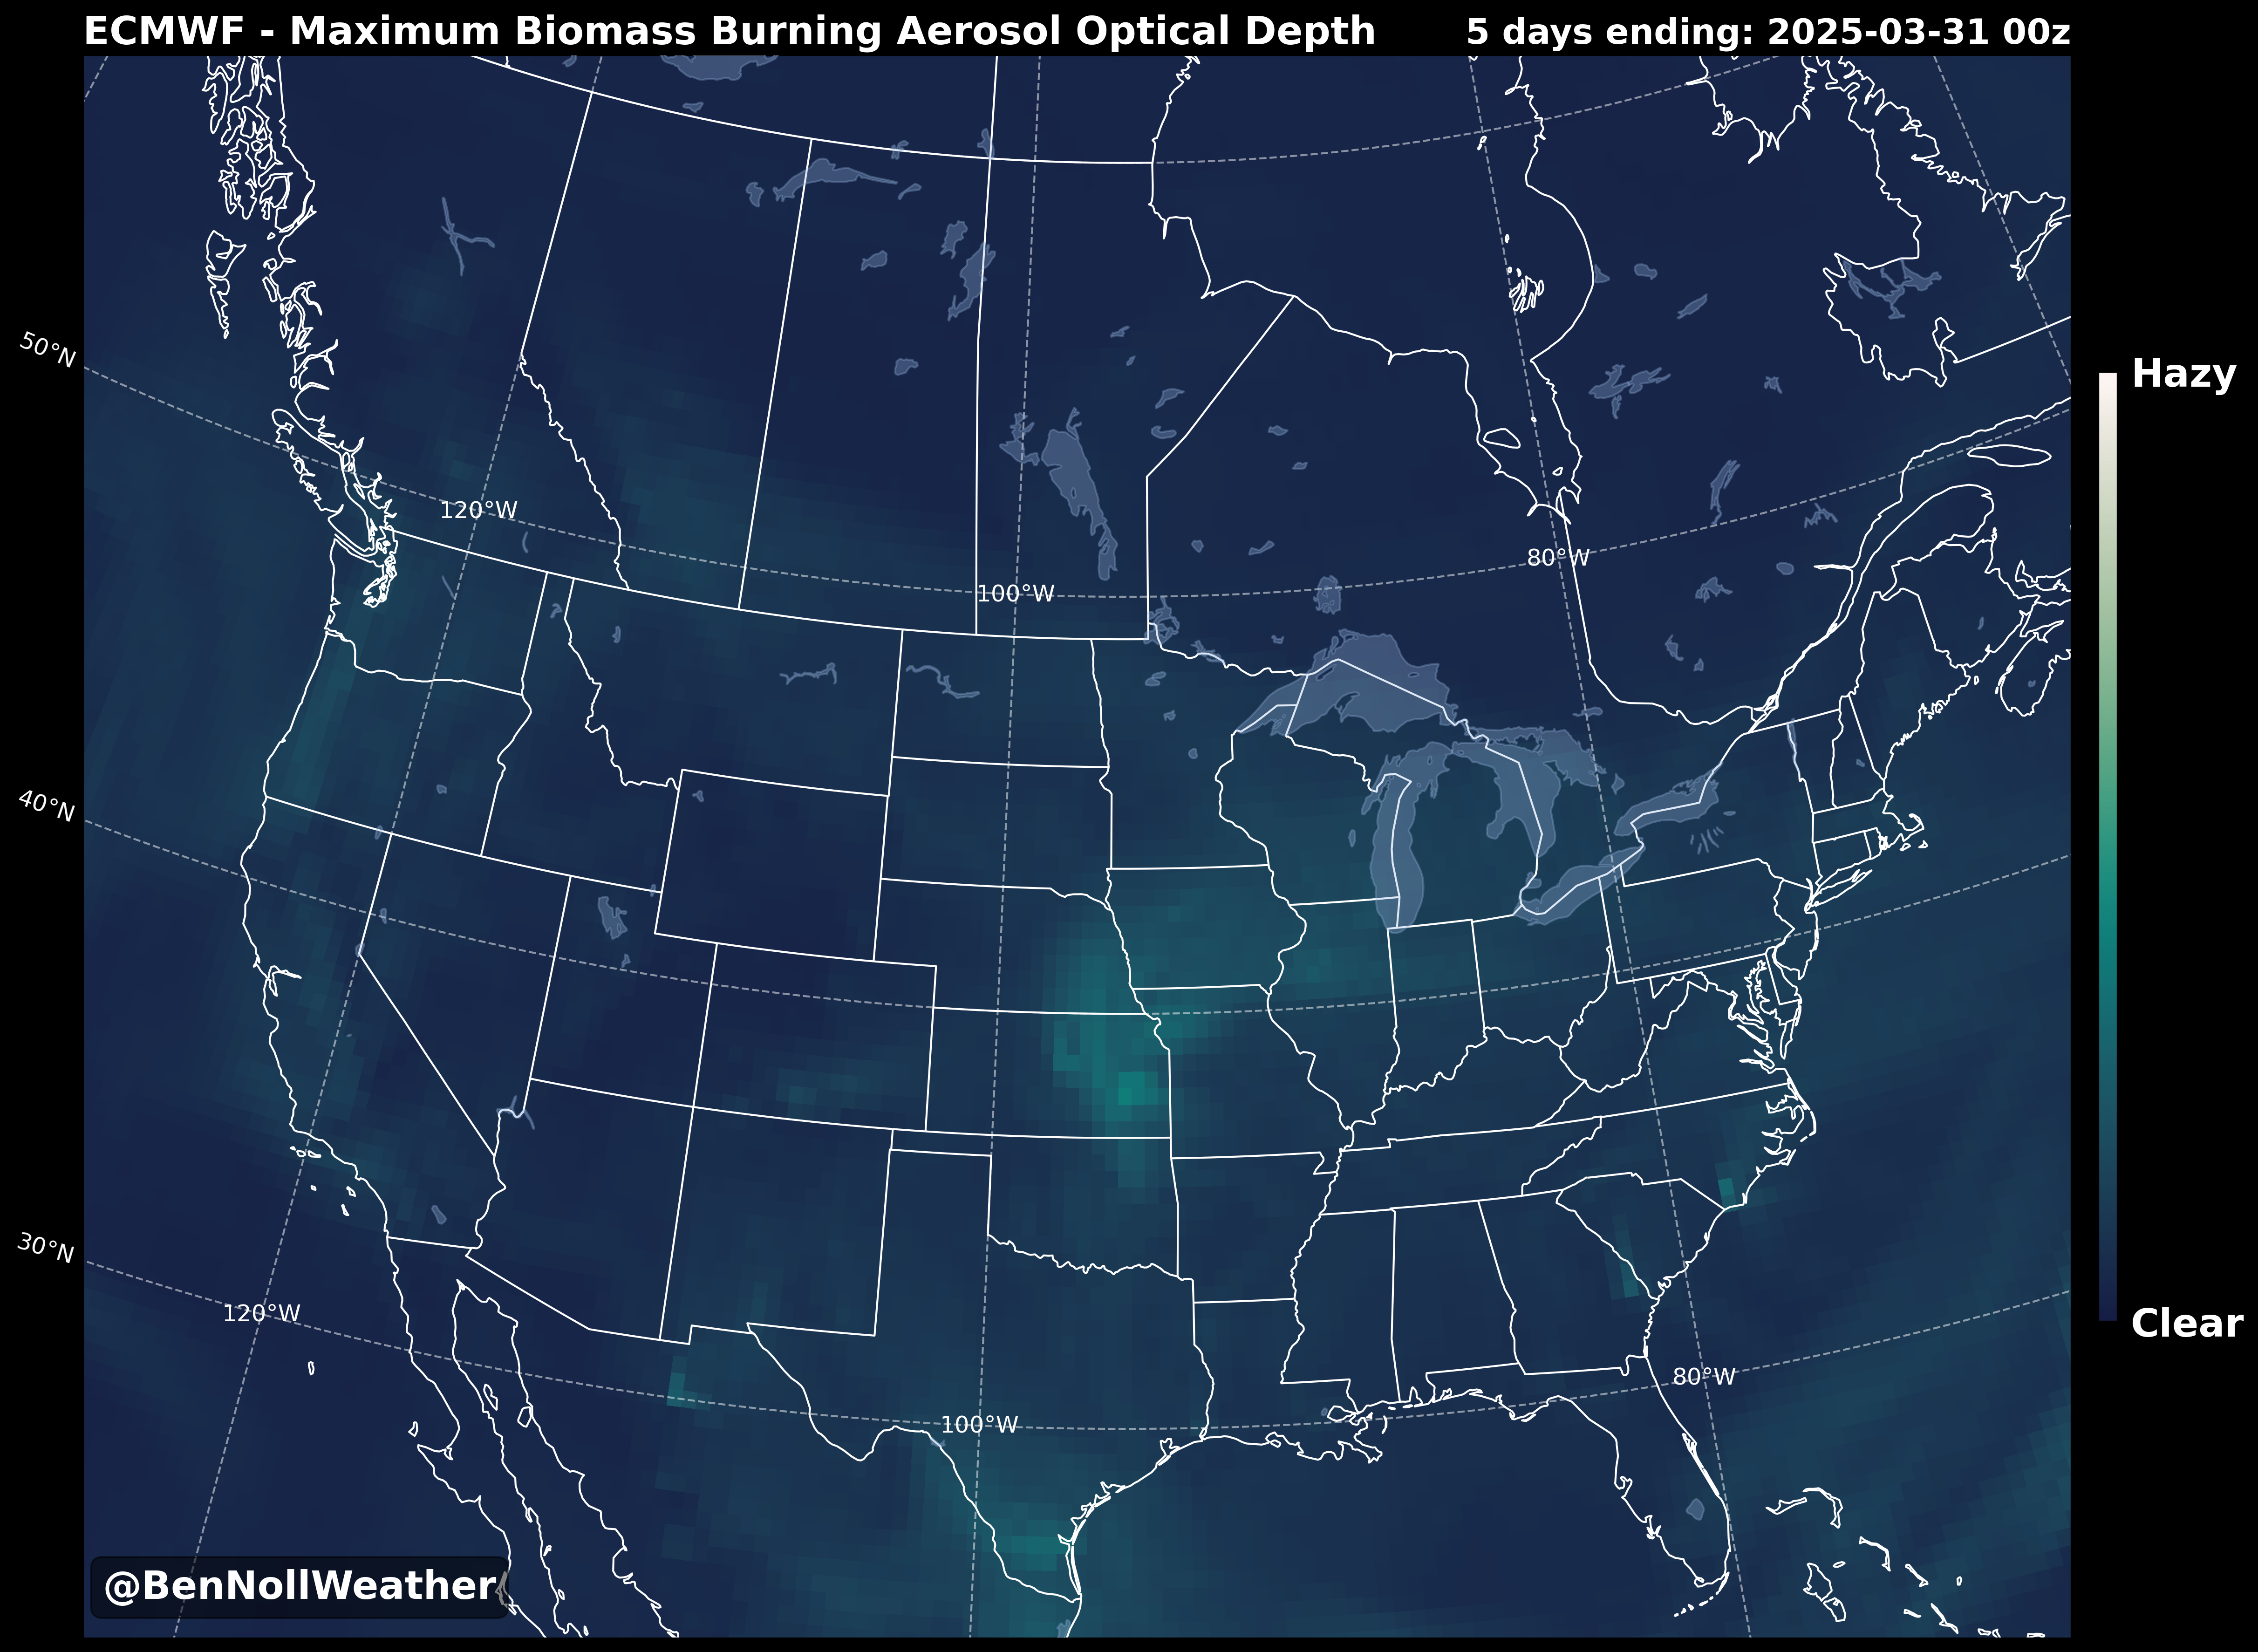 ECMWF - Maximum Biomass Burning Aerosol Optical Depth
5 days ending: 2025-03-31 00z
50°N
Hazy
120°W
80°W
100°W
40°N
30°N
120°W
Clear
80°W
100°W
@BenNollWeather